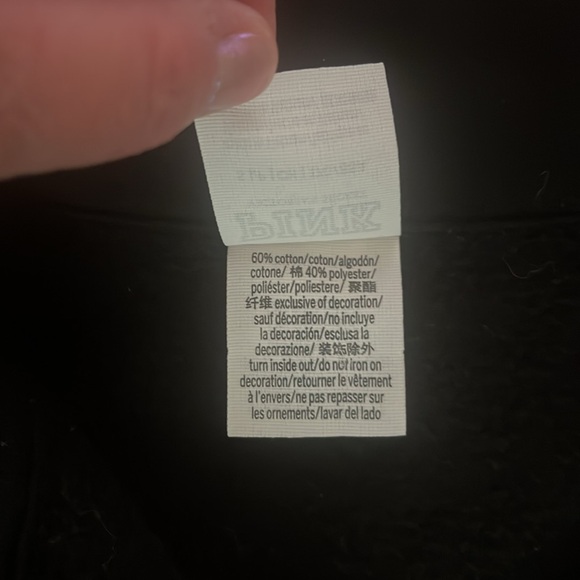 PINK
60% cotton/coton/algodón/
cotone/ 棉 40% polyester/
poliéster/poliestere/ 聚酯
纤维 exclusive of decoration/
sauf décoration/no incluye
la decoración/esclusa la
decorazione/ 装饰除外
turn inside out/do not iron on
decoration/retourner le vêtement
à l'envers/ne pas repasser sur
les ornements/lavar del lado